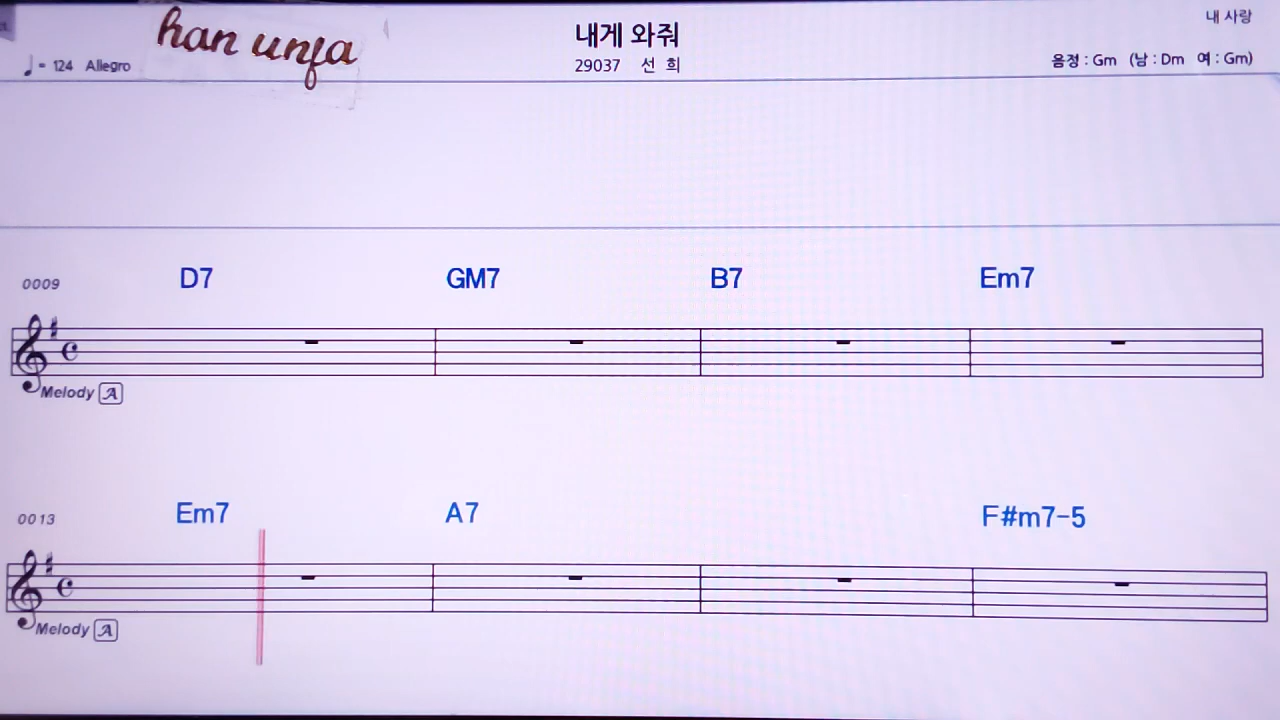 han unfa
내게 와줘
내 사랑
♩= 124 Allegro
29037 선 희
음정 : Gm (남 : Dm 여 : Gm)
0009 D7 GM7 B7 Em7
Melody A
0013 Em7 A7 F#m7-5
Melody A